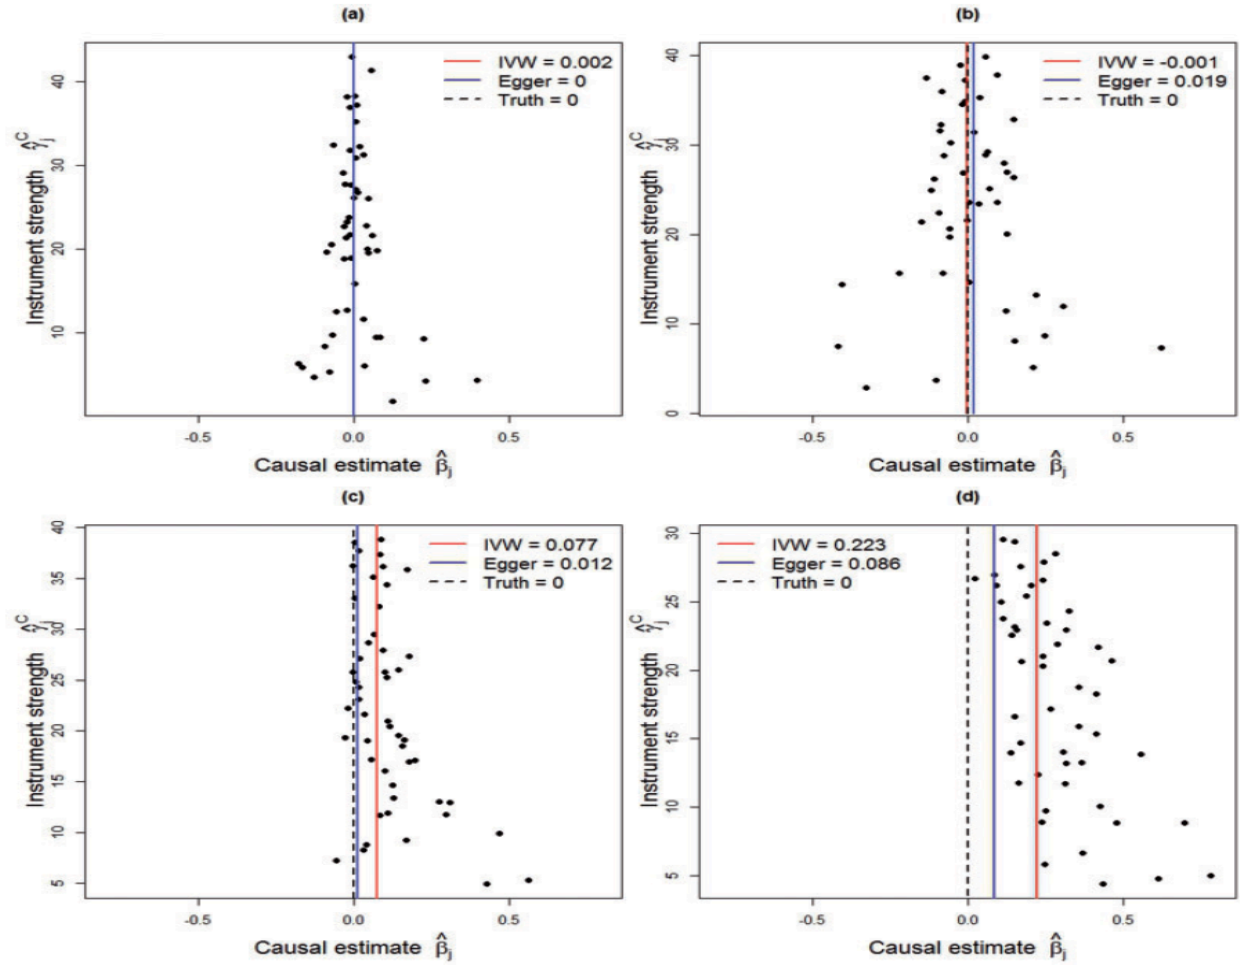 (a)
IVW = 0.002
Egger = 0
Truth = 0
40
30
20
10
Instrument strength γ̂ⱼᶜ
-0.5 0.0 0.5
Causal estimate β̂ⱼ
(b)
IVW = -0.001
Egger = 0.019
Truth = 0
40
30
20
10
0
Instrument strength γ̂ⱼᶜ
-0.5 0.0 0.5
Causal estimate β̂ⱼ
(c)
IVW = 0.077
Egger = 0.012
Truth = 0
40
35
30
25
20
15
10
5
Instrument strength γ̂ⱼᶜ
-0.5 0.0 0.5
Causal estimate β̂ⱼ
(d)
IVW = 0.223
Egger = 0.086
Truth = 0
30
25
20
15
10
5
Instrument strength γ̂ⱼᶜ
-0.5 0.0 0.5
Causal estimate β̂ⱼ